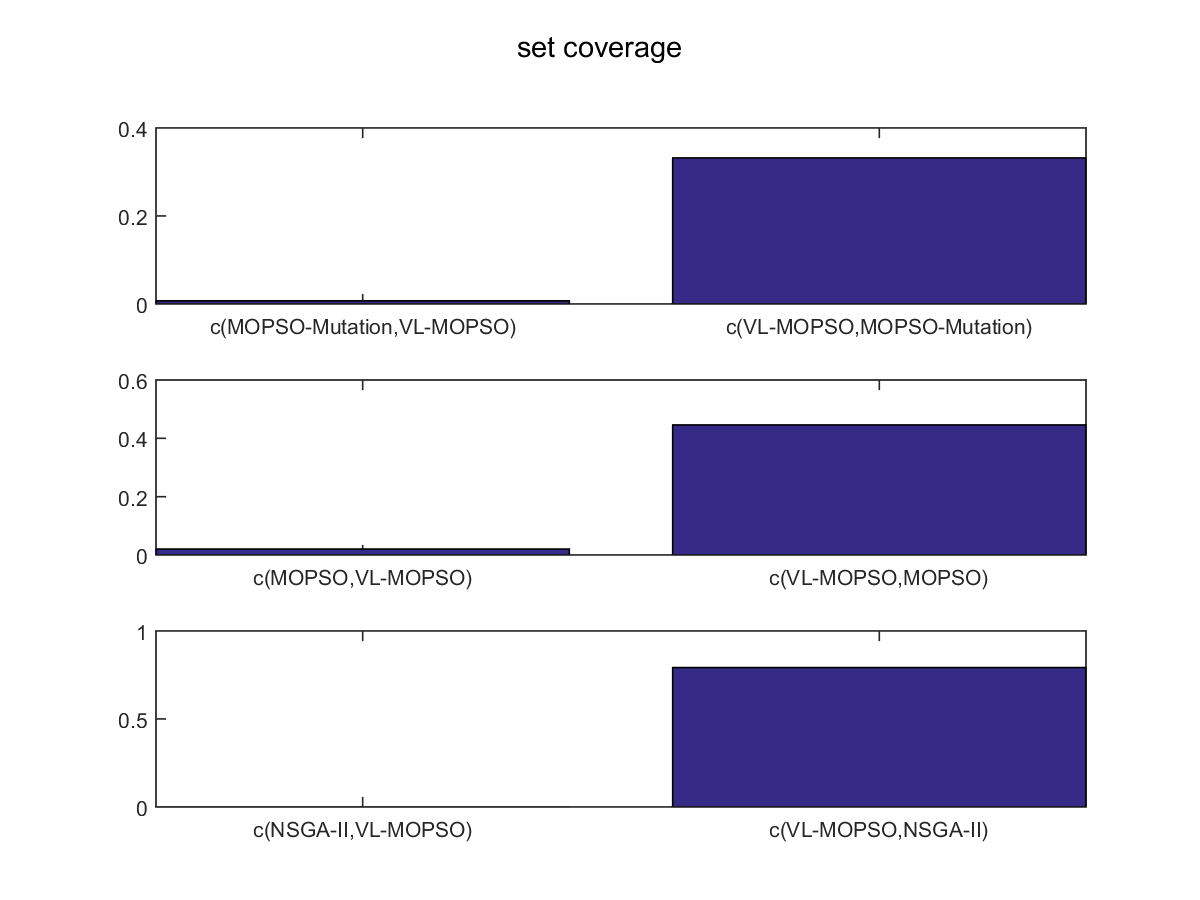 set coverage
0.4
0.2
0
c(MOPSO-Mutation,VL-MOPSO) c(VL-MOPSO,MOPSO-Mutation)
0.6
0.4
0.2
0
c(MOPSO,VL-MOPSO) c(VL-MOPSO,MOPSO)
1
0.5
0
c(NSGA-II,VL-MOPSO) c(VL-MOPSO,NSGA-II)